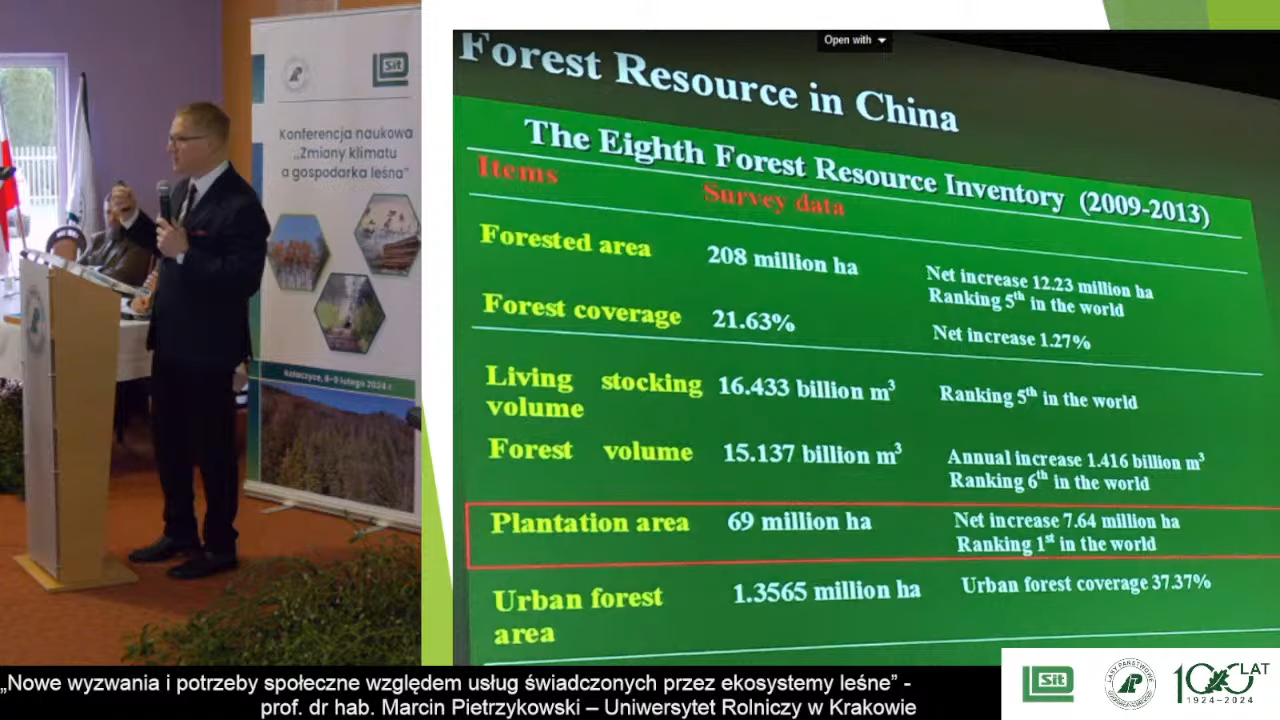 Konferencja naukowa
„Zmiany klimatu
a gospodarka leśna”
Kołaczyce, 8-9 lutego 2024 r.
Open with
Forest Resource in China
The Eighth Forest Resource Inventory (2009-2013)
Items Survey data
Forested area 208 million ha Net increase 12.23 million ha
Ranking 5th in the world
Forest coverage 21.63% Net increase 1.27%
Living stocking 16.433 billion m³ Ranking 5th in the world
volume
Forest volume 15.137 billion m³ Annual increase 1.416 billion m³
Ranking 6th in the world
Plantation area 69 million ha Net increase 7.64 million ha
Ranking 1st in the world
Urban forest 1.3565 million ha Urban forest coverage 37.37%
area
„Nowe wyzwania i potrzeby społeczne względem usług świadczonych przez ekosystemy leśne” -
prof. dr hab. Marcin Pietrzykowski – Uniwersytet Rolniczy w Krakowie
Sit
LASY PAŃSTWOWE
100 LAT
1924-2024